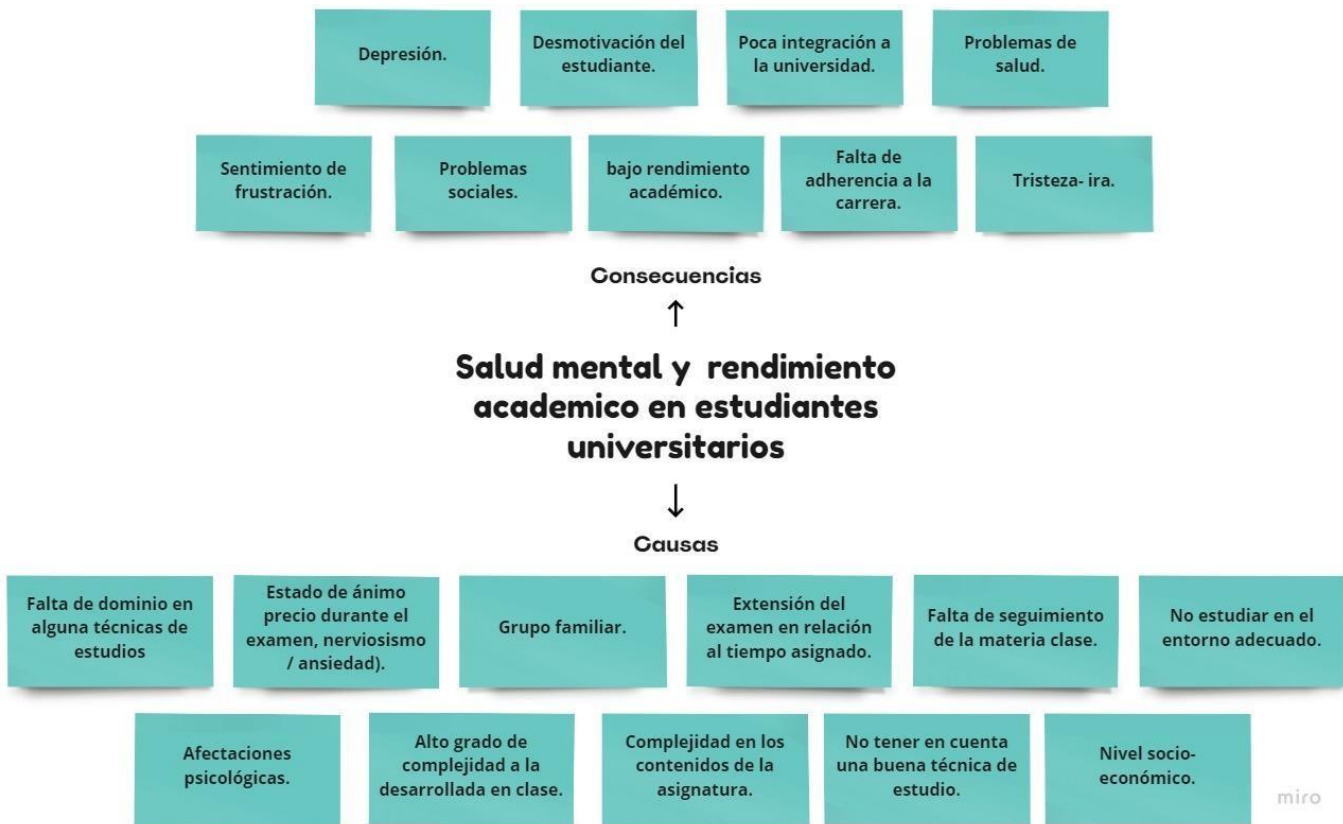 Depresión.
Desmotivación del
estudiante.
Poca integración a
la universidad.
Problemas de
salud.
Sentimiento de
frustración.
Problemas
sociales.
bajo rendimiento
académico.
Falta de
adherencia a la
carrera.
Tristeza- ira.
Consecuencias
↑
Salud mental y rendimiento
academico en estudiantes
universitarios
↓
Causas
Falta de dominio en
alguna técnicas de
estudios
Estado de ánimo
precio durante el
examen, nerviosismo
/ ansiedad).
Grupo familiar.
Extensión del
examen en relación
al tiempo asignado.
Falta de seguimiento
de la materia clase.
No estudiar en el
entorno adecuado.
Afectaciones
psicológicas.
Alto grado de
complejidad a la
desarrollada en clase.
Complejidad en los
contenidos de la
asignatura.
No tener en cuenta
una buena técnica de
estudio.
Nivel socio-
económico.
miro